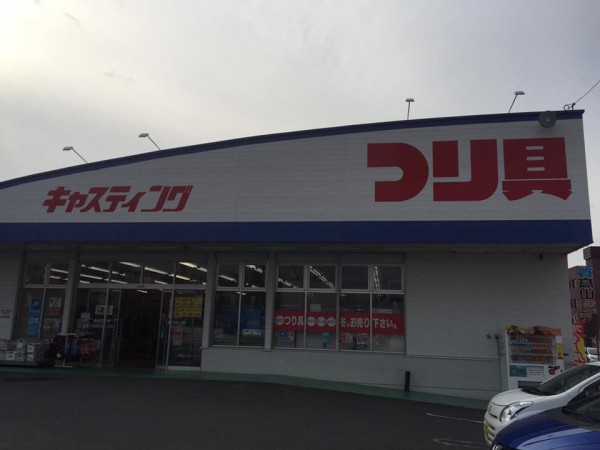 キャスティング
つり具
つり具
を、お売り下さい。